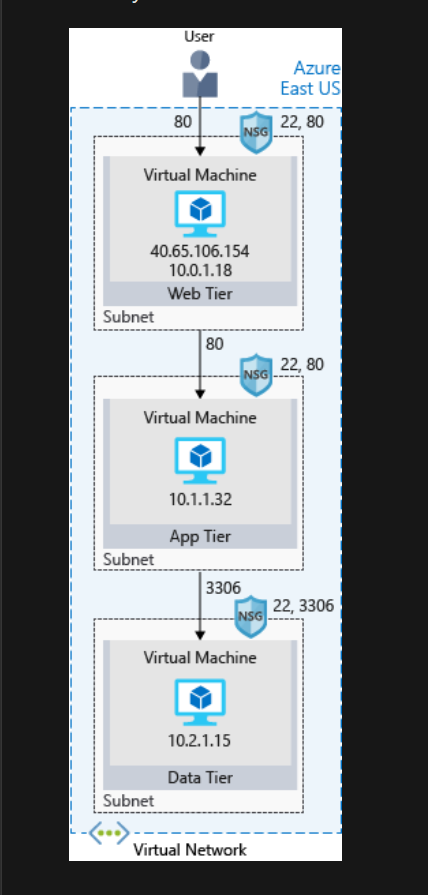 User
Azure
East US
80
NSG
22, 80
Virtual Machine
40.65.106.154
10.0.1.18
Web Tier
Subnet
80
NSG
22, 80
Virtual Machine
10.1.1.32
App Tier
Subnet
3306
NSG
22, 3306
Virtual Machine
10.2.1.15
Data Tier
Subnet
Virtual Network